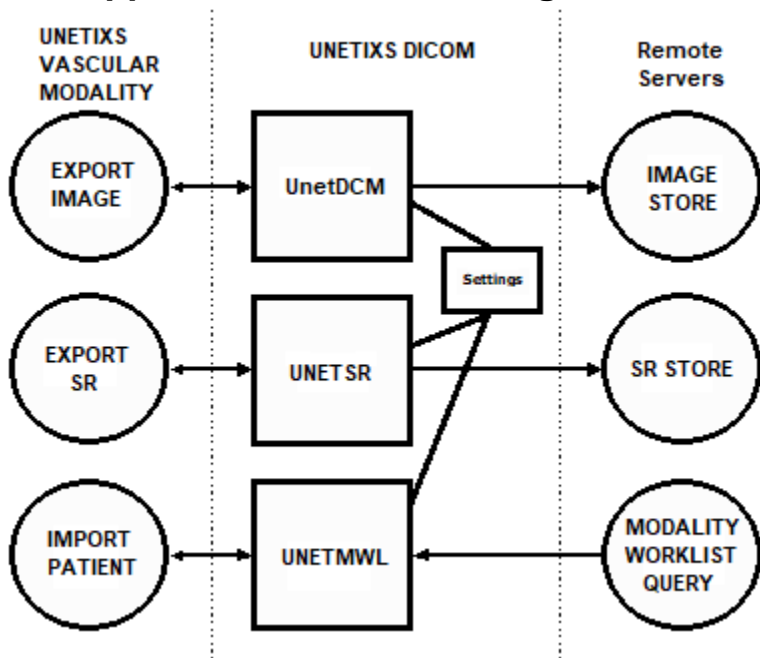 UNETIXS
VASCULAR
MODALITY
UNETIXS DICOM
Remote
Servers
EXPORT
IMAGE
UnetDCM
IMAGE
STORE
Settings
EXPORT
SR
UNETSR
SR STORE
IMPORT
PATIENT
UNETMWL
MODALITY
WORKLIST
QUERY